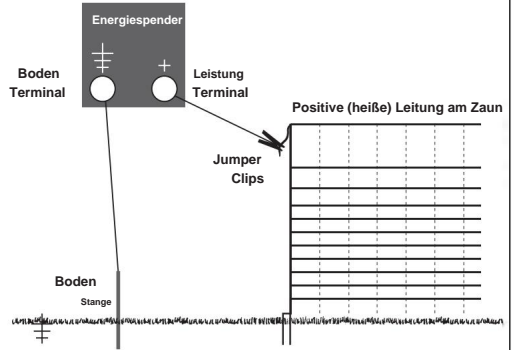 Energiespender
+
Boden
Terminal
Leistung
Terminal
Positive (heiße) Leitung am Zaun
Jumper
Clips
Boden
Stange